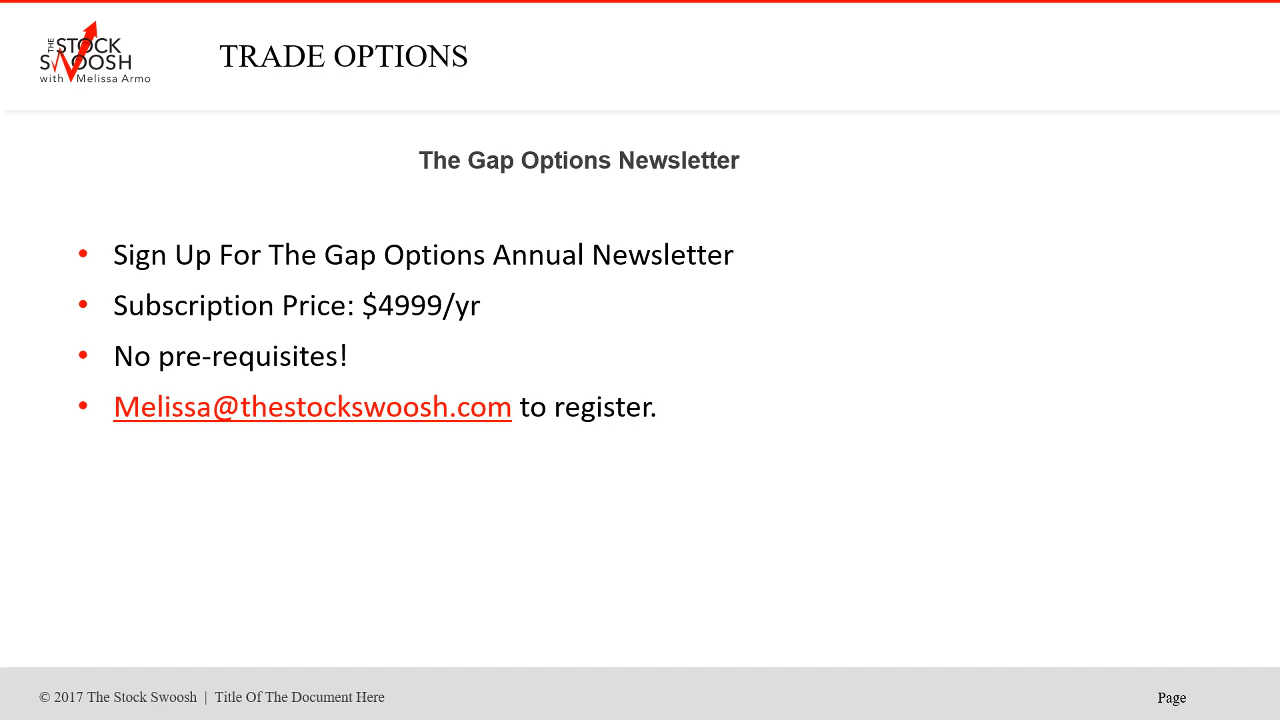 THE STOCK
SWOOSH
with Melissa Armo
TRADE OPTIONS
The Gap Options Newsletter
• Sign Up For The Gap Options Annual Newsletter
• Subscription Price: $4999/yr
• No pre-requisites!
• Melissa@thestockswoosh.com to register.
© 2017 The Stock Swoosh | Title Of The Document Here
Page